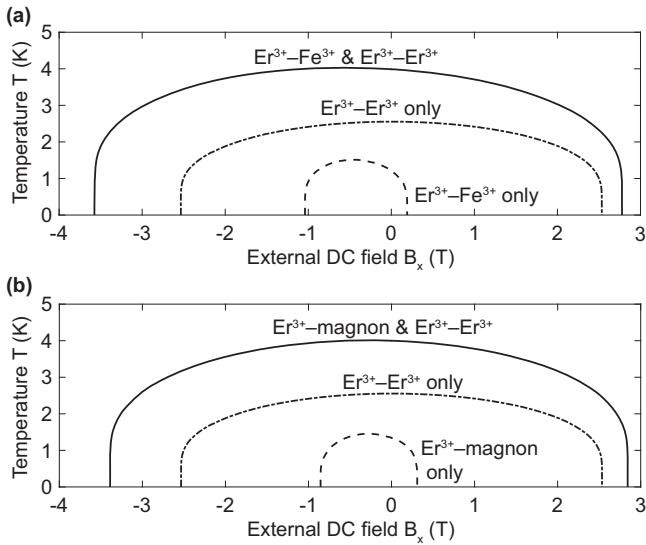 (a)
5
4
3
2
1
0
Temperature T (K)
Er³⁺–Fe³⁺ & Er³⁺–Er³⁺
Er³⁺–Er³⁺ only
Er³⁺–Fe³⁺ only
-4 -3 -2 -1 0 1 2 3
External DC field Bₓ (T)
(b)
5
4
3
2
1
0
Temperature T (K)
Er³⁺–magnon & Er³⁺–Er³⁺
Er³⁺–Er³⁺ only
Er³⁺–magnon
only
-4 -3 -2 -1 0 1 2 3
External DC field Bₓ (T)